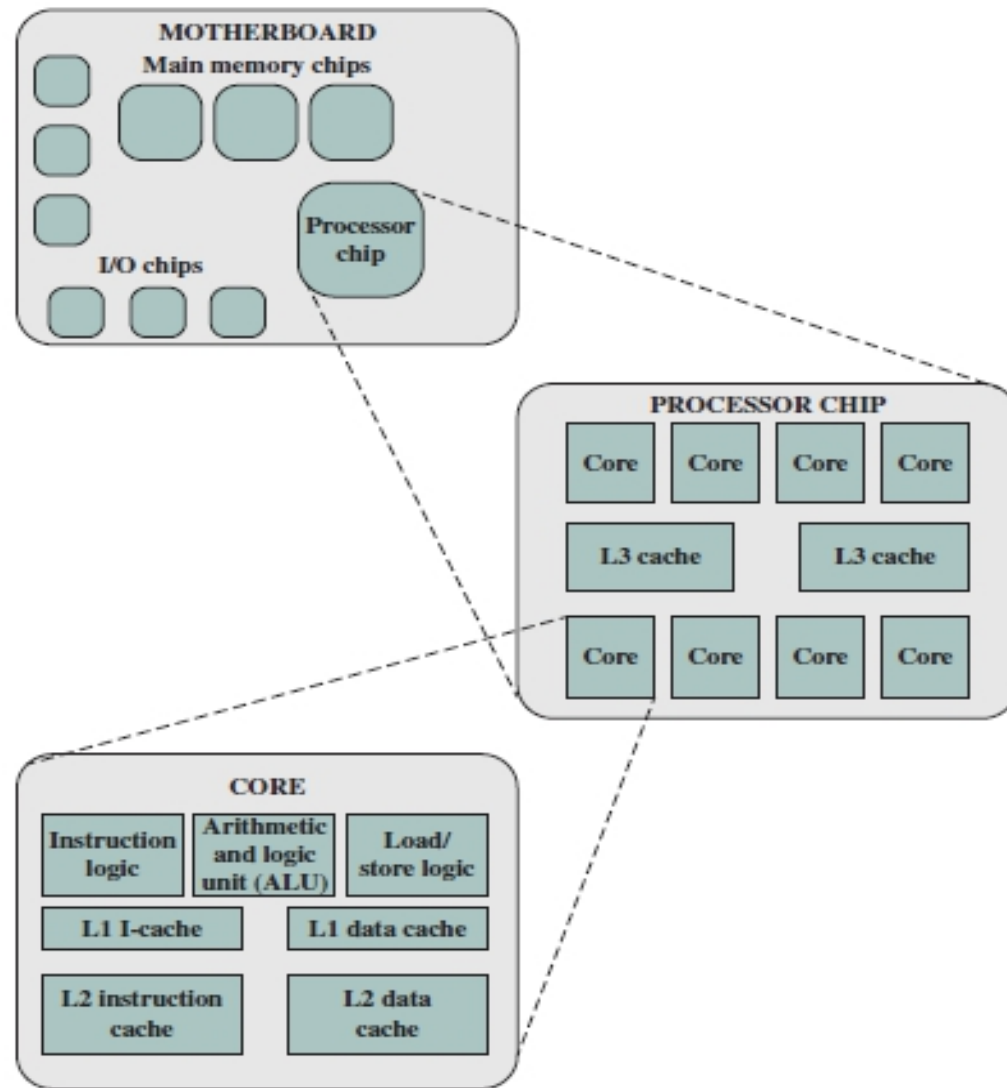 MOTHERBOARD
Main memory chips
Processor
chip
I/O chips
PROCESSOR CHIP
Core
Core
Core
Core
L3 cache
L3 cache
Core
Core
Core
Core
CORE
Instruction
logic
Arithmetic
and logic
unit (ALU)
Load/
store logic
L1 I-cache
L1 data cache
L2 instruction
cache
L2 data
cache